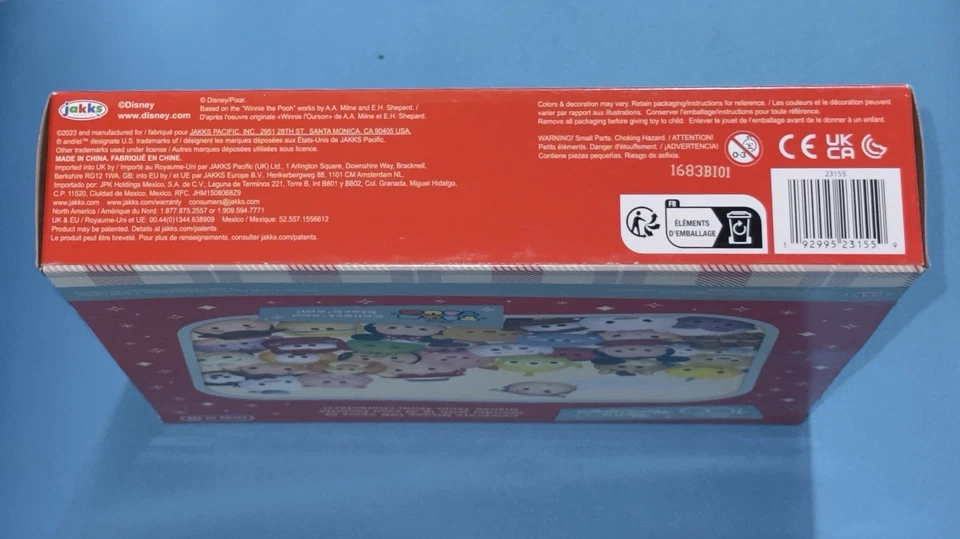 jakks
©Disney
www.disney.com
© Disney/Pixar.
Based on the "Winnie the Pooh" works by A.A. Milne and E.H. Shepard. /
D'après l'oeuvre originale «Winnie l'Ourson» de A.A. Milne et E.H. Shepard.
©2023 and manufactured for / fabriqué pour JAKKS PACIFIC, INC., 2951 28TH ST., SANTA MONICA, CA 90405 USA.
® and/et™ designate U.S. trademarks of / désignent les marques déposées aux États-Unis de JAKKS Pacific.
Other trademarks used under license / Autres marques déposées utilisées sous licence.
MADE IN CHINA. FABRIQUÉ EN CHINE.
Imported into UK by / Importé au Royaume-Uni par JAKKS Pacific (UK) Ltd., 1 Arlington Square, Downshire Way, Bracknell,
Berkshire RG12 1WA, GB; into EU by / et UE par JAKKS Europe B.V., Herikerbergweg 88, 1101 CM Amsterdam NL.
Importado por: JPK Holdings Mexico, S.A. de C.V., Laguna de Terminos 221, Torre B, Int B801 y B802, Col. Granada, Miguel Hidalgo,
C.P. 11520, Ciuldad de Mexico, Mexico, RFC. JHM1508068Z9
www.jakks.com www.jakks.com/warranty consumers@jakks.com
North America / Amérique du Nord: 1.877.875.2557 or 1.909.594.7771
UK & EU / Royaume-Uni et UE: 00.44(0)1344.638909 Mexico / Mexique: 52.557.1556612
Product may be patented. Details at jakks.com/patents.
Le produit peut être breveté. Pour plus de renseignements, consulter jakks.com/patents.
Colors & decoration may vary. Retain packaging/instructions for reference. / Les couleurs et le décoration peuvent
varier par rapport aux illustrations. Conserver l'emballage/instructions pour toute référence.
Remove all packaging before giving toy to child. Enlever le jouet de l'emballage avant de le donner à un enfant.
WARNING! Small Parts. Choking Hazard. / ATTENTION!
Petits éléments. Danger d'étouffement. / ¡ADVERTENCIA!
Contiene piezas pequeñas. Riesgo de asfixia.
1683BI01
0-3
CE
UK
CA
FR
ÉLÉMENTS
D'EMBALLAGE
23155
1 92995 23155 9
Collect 'em!
Stack 'em!
100